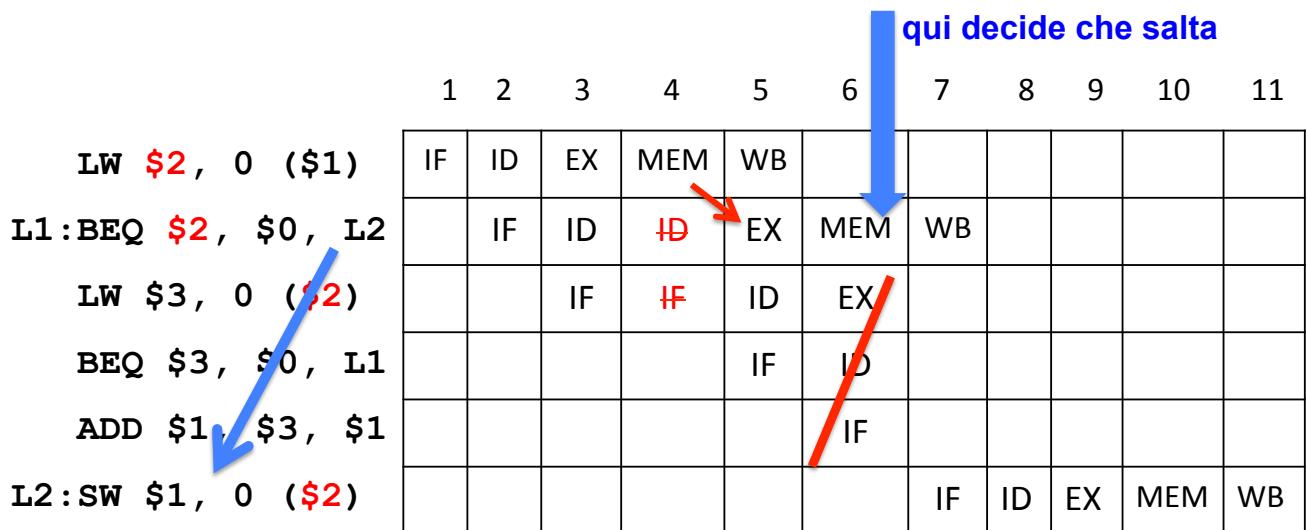 qui decide che salta
1 2 3 4 5 6 7 8 9 10 11
LW $2, 0 ($1) IF ID EX MEM WB
L1:BEQ $2, $0, L2 IF ID ID EX MEM WB
LW $3, 0 ($2) IF IF ID EX
BEQ $3, $0, L1 IF ID
ADD $1, $3, $1 IF
L2:SW $1, 0 ($2) IF ID EX MEM WB